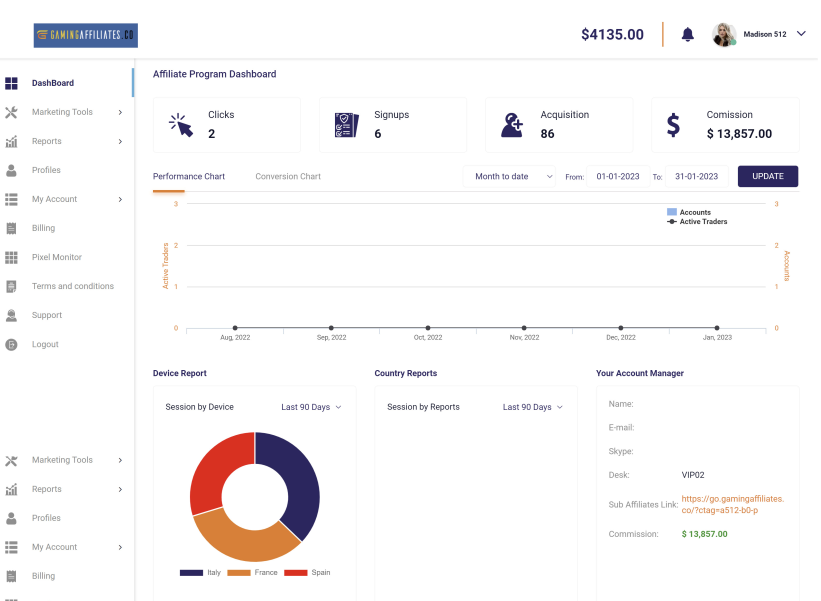 GAMINGAFFILIATES CO
$4135.00
Madison 512
DashBoard
Marketing Tools
Reports
Profiles
My Account
Billing
Pixel Monitor
Terms and conditions
Support
Logout
Marketing Tools
Reports
Profiles
My Account
Billing
Affiliate Program Dashboard
Clicks
2
Signups
6
Acquisition
86
Comission
$ 13,857.00
Performance Chart
Conversion Chart
Month to date
From:
01-01-2023
To:
31-01-2023
UPDATE
Accounts
Active Traders
3
2
1
0
Active Traders
3
2
1
0
Accounts
Aug, 2022
Sep, 2022
Oct, 2022
Nov, 2022
Dec, 2022
Jan, 2023
Device Report
Session by Device
Last 90 Days
Italy
France
Spain
Country Reports
Session by Reports
Last 90 Days
Your Account Manager
Name:
E-mail:
Skype:
Desk: VIP02
Sub Affiliates Link: https://go.gamingaffiliates.
co/?ctag=a512-b0-p
Commission: $ 13,857.00